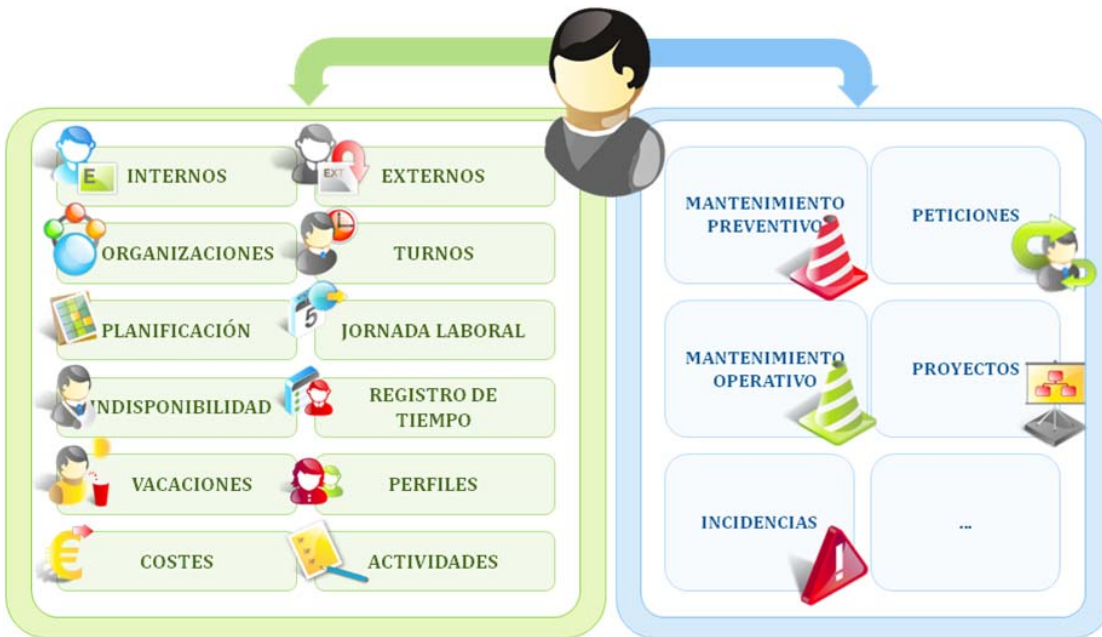 E
INTERNOS
EXT
EXTERNOS
ORGANIZACIONES
TURNOS
PLANIFICACIÓN
5
JORNADA LABORAL
INDISPONIBILIDAD
REGISTRO DE
TIEMPO
VACACIONES
PERFILES
€
COSTES
ACTIVIDADES
MANTENIMIENTO
PREVENTIVO
PETICIONES
MANTENIMIENTO
OPERATIVO
PROYECTOS
INCIDENCIAS
!
...